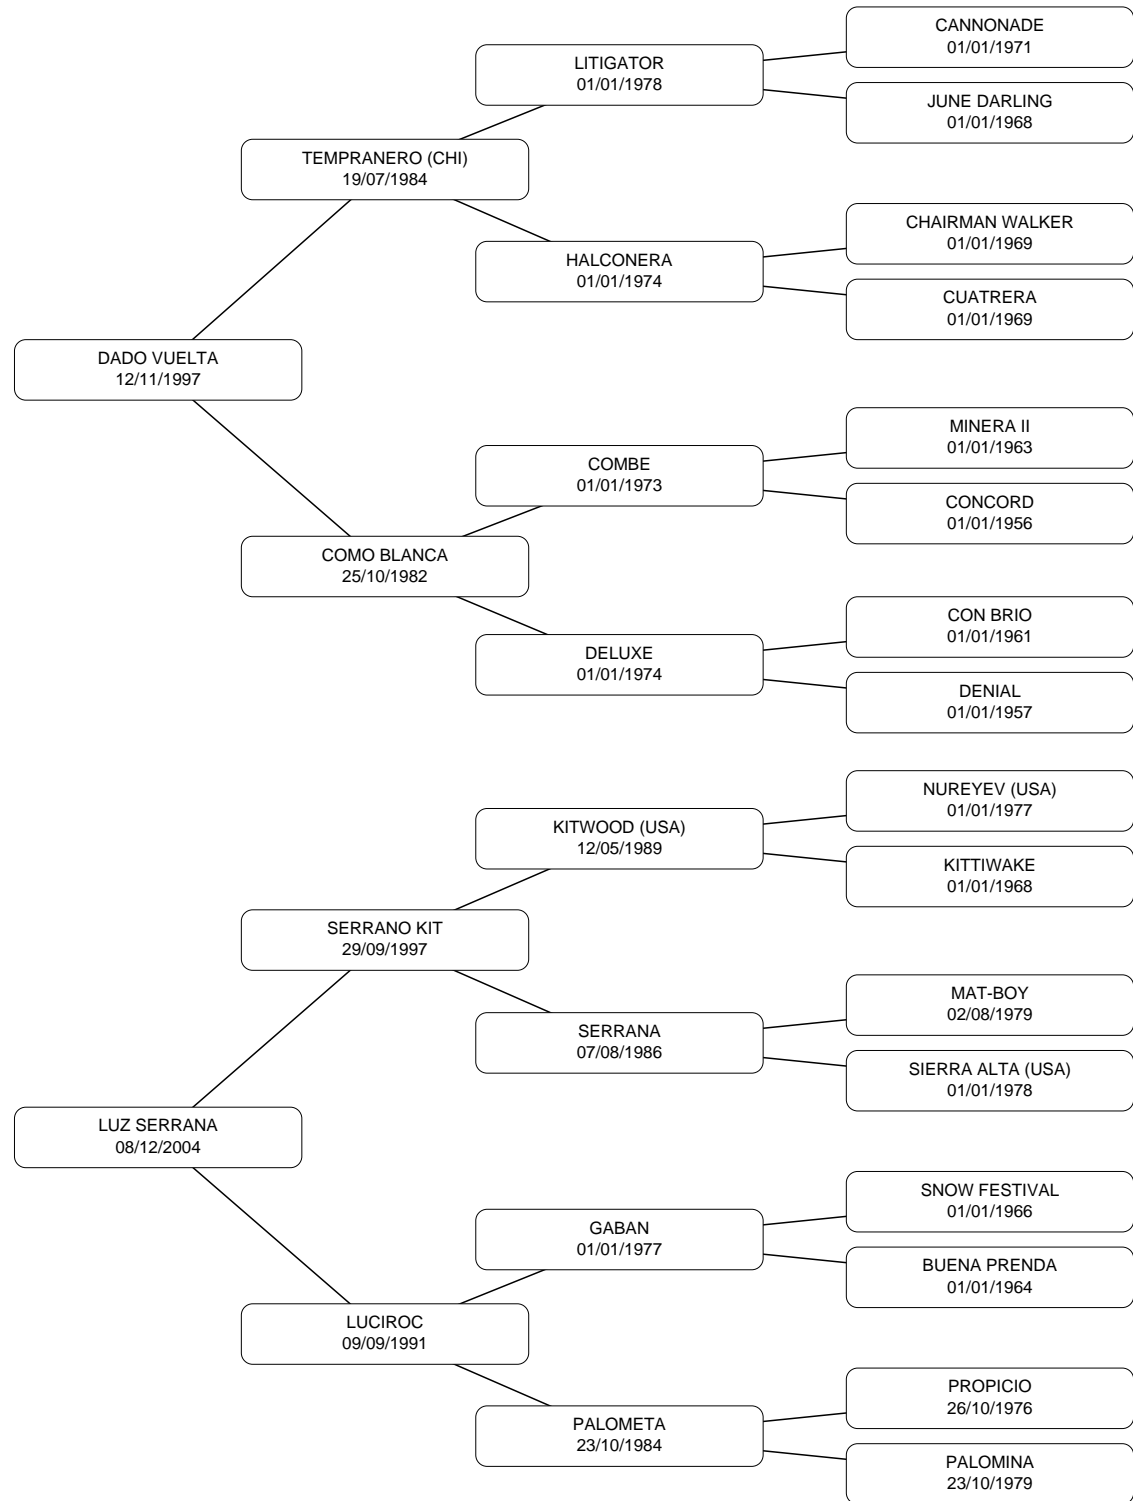 CANNONADE
01/01/1971
LITIGATOR
01/01/1978
JUNE DARLING
01/01/1968
TEMPRANERO (CHI)
19/07/1984
CHAIRMAN WALKER
01/01/1969
HALCONERA
01/01/1974
CUATRERA
01/01/1969
DADO VUELTA
12/11/1997
MINERA II
01/01/1963
COMBE
01/01/1973
CONCORD
01/01/1956
COMO BLANCA
25/10/1982
CON BRIO
01/01/1961
DELUXE
01/01/1974
DENIAL
01/01/1957
NUREYEV (USA)
01/01/1977
KITWOOD (USA)
12/05/1989
KITTIWAKE
01/01/1968
SERRANO KIT
29/09/1997
MAT-BOY
02/08/1979
SERRANA
07/08/1986
SIERRA ALTA (USA)
01/01/1978
LUZ SERRANA
08/12/2004
SNOW FESTIVAL
01/01/1966
GABAN
01/01/1977
BUENA PRENDA
01/01/1964
LUCIROC
09/09/1991
PROPICIO
26/10/1976
PALOMETA
23/10/1984
PALOMINA
23/10/1979